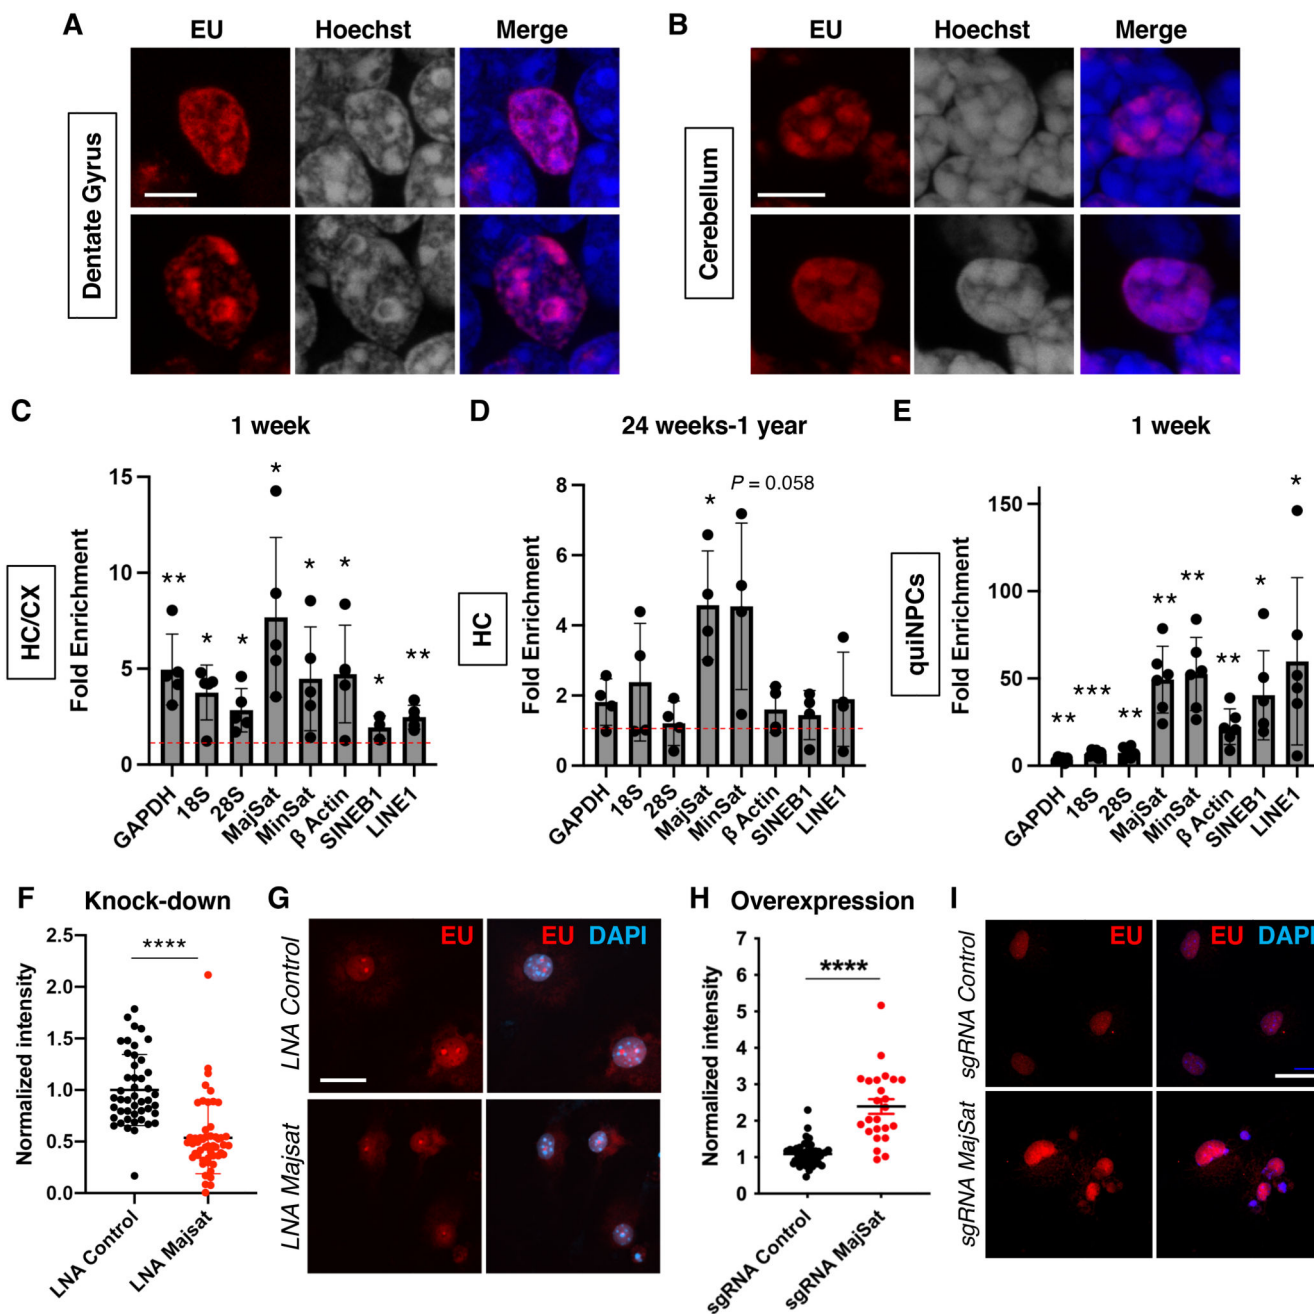 A
EU
Hoechst
Merge
B
EU
Hoechst
Merge
Dentate Gyrus
Cerebellum
C
1 week
D
24 weeks-1 year
E
1 week
HC/CX
Fold Enrichment
15
10
5
0
**
*
*
*
*
*
*
**
GAPDH
18S
28S
MajSat
MinSat
β Actin
SINEB1
LINE1
HC
Fold Enrichment
8
6
4
2
0
*
P = 0.058
GAPDH
18S
28S
MajSat
MinSat
β Actin
SINEB1
LINE1
quiNPCs
Fold Enrichment
150
100
50
0
**
***
**
**
**
**
*
*
GAPDH
18S
28S
MajSat
MinSat
β Actin
SINEB1
LINE1
F
Knock-down
Normalized intensity
2.5
2.0
1.5
1.0
0.5
0.0
****
LNA Control
LNA Majsat
G
LNA Control
LNA Majsat
EU
EU DAPI
H
Overexpression
Normalized intensity
7
6
5
4
3
2
1
0
****
sgRNA Control
sgRNA MajSat
I
sgRNA Control
sgRNA MajSat
EU
EU DAPI